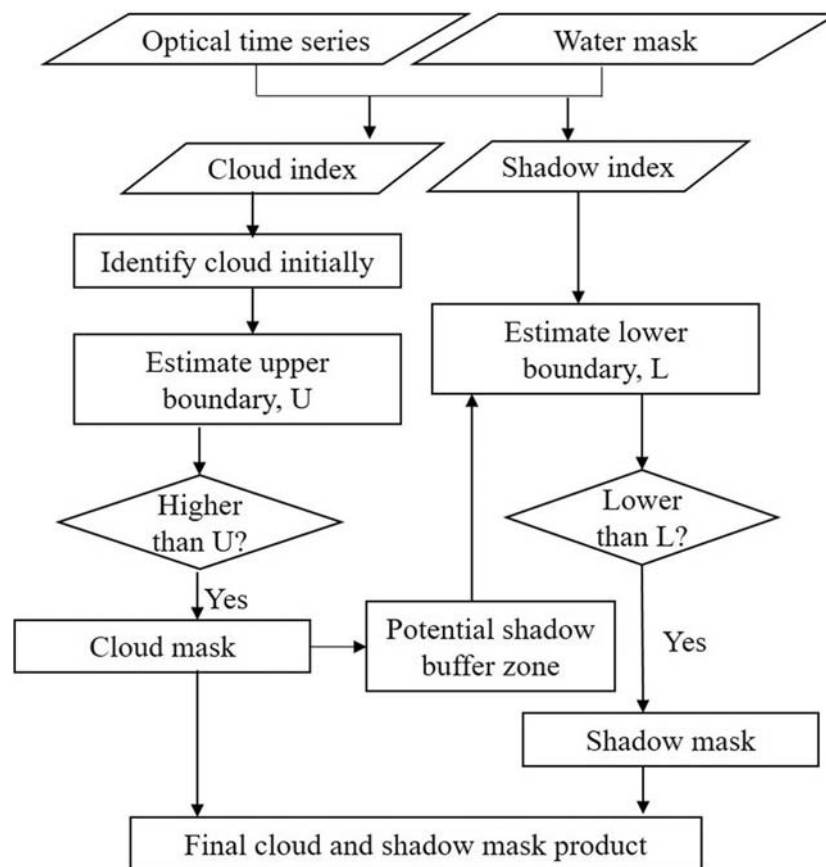 Optical time series
Water mask
Cloud index
Shadow index
Identify cloud initially
Estimate upper
boundary, U
Estimate lower
boundary, L
Higher
than U?
Lower
than L?
Yes
Cloud mask
Potential shadow
buffer zone
Yes
Shadow mask
Final cloud and shadow mask product